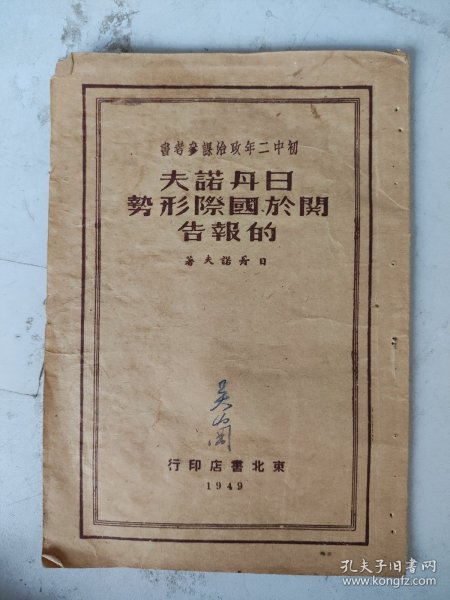 初中二年政治課參考書
日丹諾夫
關於國際形勢
的報告
日丹諾夫著
東北書店印行
1949
孔夫子旧书网
www.kongfz.com